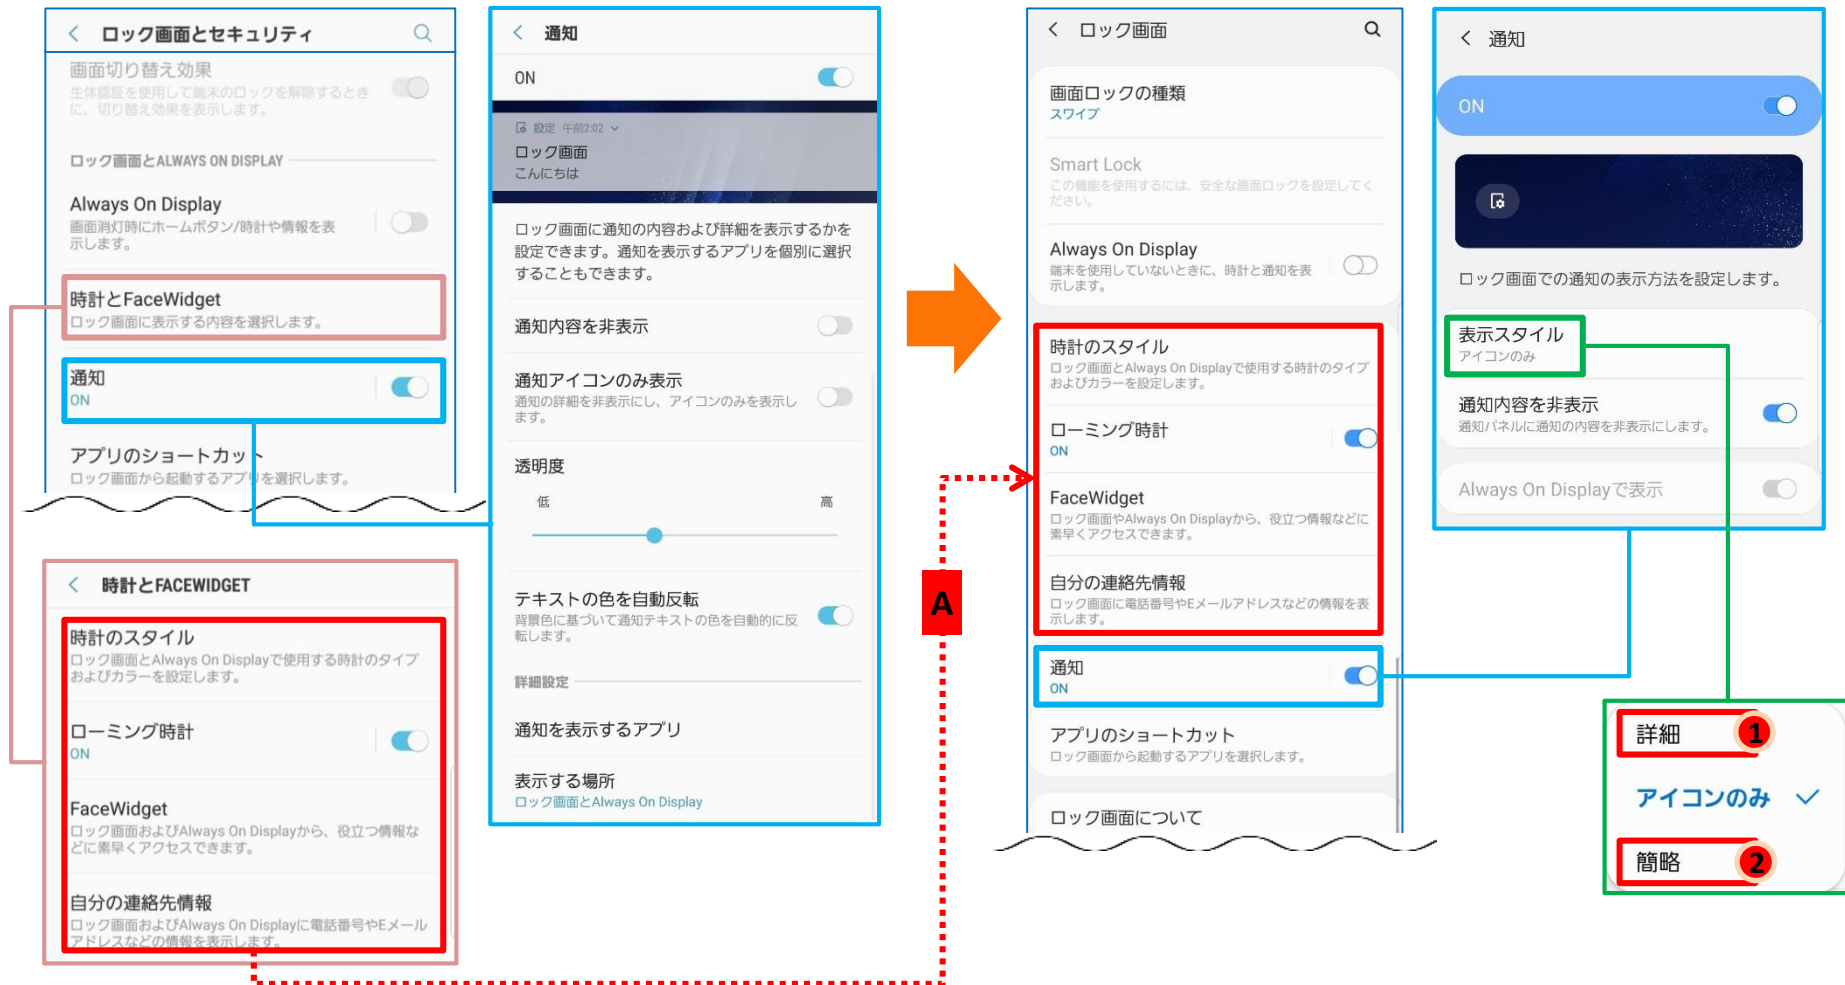 ロック画面とセキュリティ
画面切り替え効果
生体認証を使用して端末のロックを解除するとき
に、切り替え効果を表示します。
ロック画面とALWAYS ON DISPLAY
Always On Display
画面消灯時にホームボタン/時計や情報を表
示します。
時計とFaceWidget
ロック画面に表示する内容を選択します。
通知
ON
アプリのショートカット
ロック画面から起動するアプリを選択します。
時計とFACEWIDGET
時計のスタイル
ロック画面とAlways On Displayで使用する時計のタイプ
およびカラーを設定します。
ローミング時計
ON
FaceWidget
ロック画面およびAlways On Displayから、役立つ情報な
どに素早くアクセスできます。
自分の連絡先情報
ロック画面およびAlways On Displayに電話番号やEメール
アドレスなどの情報を表示します。
通知
ON
設定 午前2:02
ロック画面
こんにちは
ロック画面に通知の内容および詳細を表示するかを
設定できます。通知を表示するアプリを個別に選択
することもできます。
通知内容を非表示
通知アイコンのみ表示
通知の詳細を非表示にし、アイコンのみを表示し
ます。
透明度
低 高
テキストの色を自動反転
背景色に基づいて通知テキストの色を自動的に反
転します。
詳細設定
通知を表示するアプリ
表示する場所
ロック画面とAlways On Display
A
ロック画面
画面ロックの種類
スワイプ
Smart Lock
この機能を使用するには、安全な画面ロックを設定してく
ださい。
Always On Display
端末を使用していないときに、時計と通知を表
示します。
時計のスタイル
ロック画面とAlways On Displayで使用する時計のタイプ
およびカラーを設定します。
ローミング時計
ON
FaceWidget
ロック画面やAlways On Displayから、役立つ情報などに
素早くアクセスできます。
自分の連絡先情報
ロック画面に電話番号やEメールアドレスなどの情報を表
示します。
通知
ON
アプリのショートカット
ロック画面から起動するアプリを選択します。
ロック画面について
通知
ON
ロック画面での通知の表示方法を設定します。
表示スタイル
アイコンのみ
通知内容を非表示
通知パネルに通知の内容を非表示にします。
Always On Displayで表示
詳細 1
アイコンのみ
簡略 2